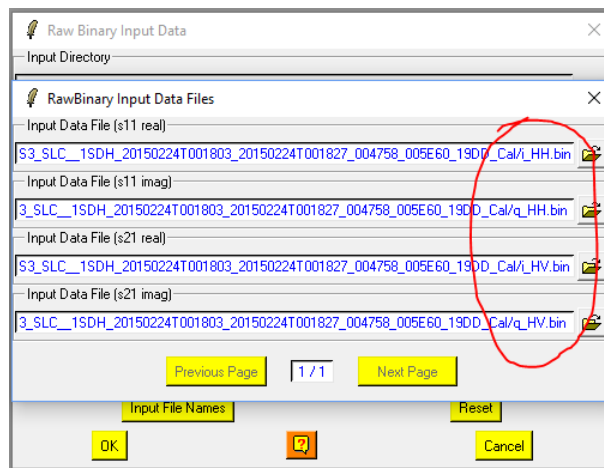 Raw Binary Input Data
Input Directory
RawBinary Input Data Files
Input Data File (s11 real)
S3_SLC__1SDH_20150224T001803_20150224T001827_004758_005E60_19DD_Cal/i_HH.bin
Input Data File (s11 imag)
3_SLC__1SDH_20150224T001803_20150224T001827_004758_005E60_19DD_Cal/q_HH.bin
Input Data File (s21 real)
S3_SLC__1SDH_20150224T001803_20150224T001827_004758_005E60_19DD_Cal/i_HV.bin
Input Data File (s21 imag)
3_SLC__1SDH_20150224T001803_20150224T001827_004758_005E60_19DD_Cal/q_HV.bin
Previous Page 1 / 1 Next Page
Input File Names Reset
OK ? Cancel